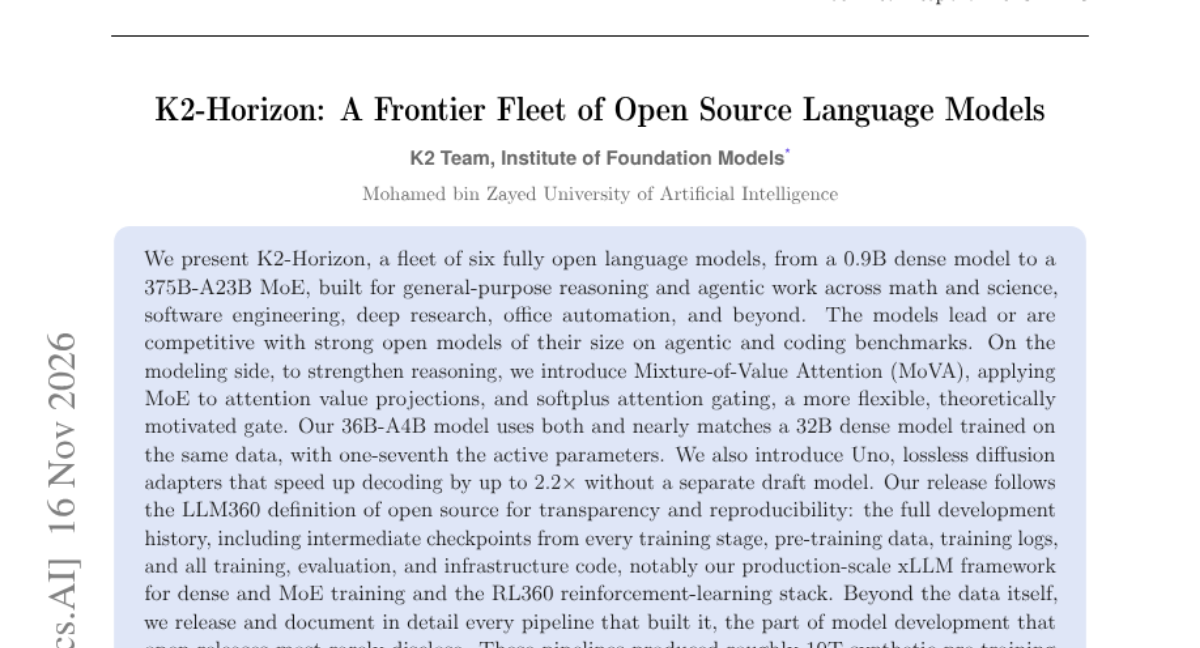 K2-Horizon: A Frontier Fleet of Open Source Language Models
K2 Team, Institute of Foundation Models*
Mohamed bin Zayed University of Artificial Intelligence
We present K2-Horizon, a fleet of six fully open language models, from a 0.9B dense model to a
375B-A23B MoE, built for general-purpose reasoning and agentic work across math and science,
software engineering, deep research, office automation, and beyond. The models lead or are
competitive with strong open models of their size on agentic and coding benchmarks. On the
modeling side, to strengthen reasoning, we introduce Mixture-of-Value Attention (MoVA), applying
MoE to attention value projections, and softplus attention gating, a more flexible, theoretically
motivated gate. Our 36B-A4B model uses both and nearly matches a 32B dense model trained on
the same data, with one-seventh the active parameters. We also introduce Uno, lossless diffusion
adapters that speed up decoding by up to 2.2× without a separate draft model. Our release follows
the LLM360 definition of open source for transparency and reproducibility: the full development
history, including intermediate checkpoints from every training stage, pre-training data, training logs,
and all training, evaluation, and infrastructure code, notably our production-scale xLLM framework
for dense and MoE training and the RL360 reinforcement-learning stack. Beyond the data itself,
we release and document in detail every pipeline that built it, the part of model development that
cs.AI] 16 Nov 2026